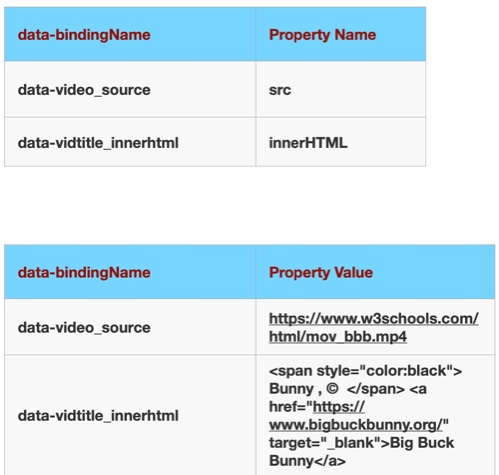 data-bindingName Property Name
data-video_source src
data-vidtitle_innerhtml innerHTML
data-bindingName Property Value
data-video_source https://www.w3schools.com/
html/mov_bbb.mp4
data-vidtitle_innerhtml <span style="color:black">
Bunny , © </span> <a
href="https://
www.bigbuckbunny.org/"
target="_blank">Big Buck
Bunny</a>